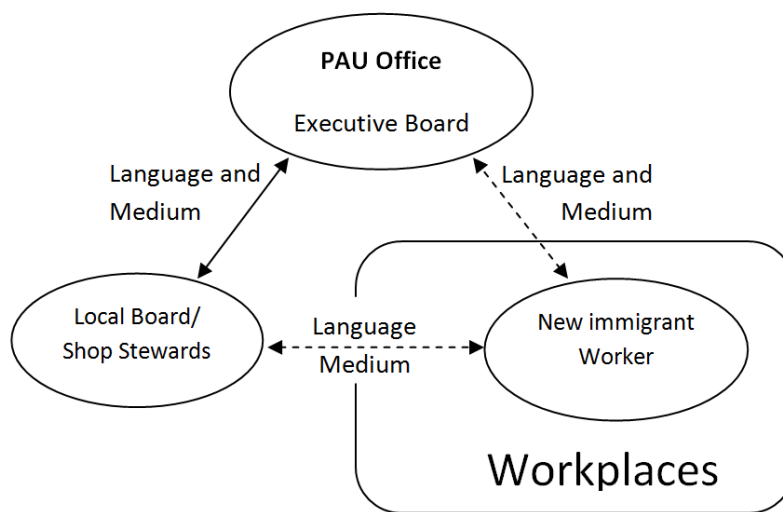 PAU Office
Executive Board
Language and
Medium
Language and
Medium
Local Board/
Shop Stewards
Language
Medium
New immigrant
Worker
Workplaces